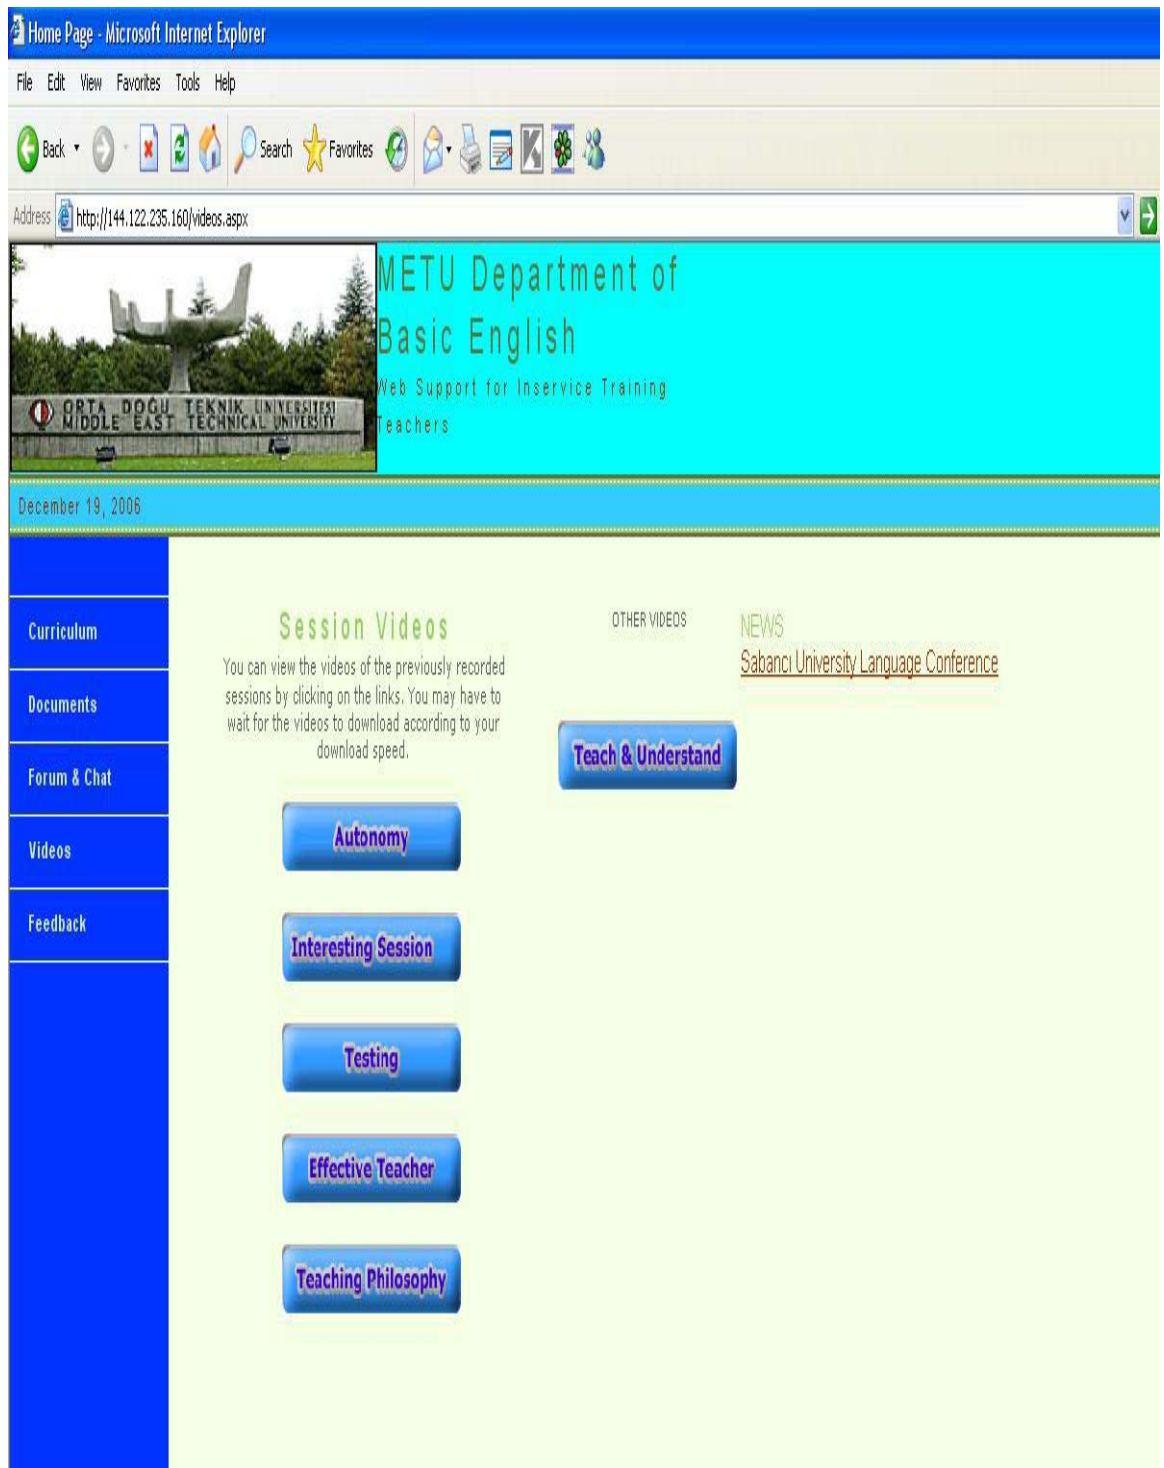 Home Page - Microsoft Internet Explorer
File Edit View Favorites Tools Help
Back Search Favorites
Address http://144.122.235.160/videos.aspx
METU Department of
Basic English
Web Support for Inservice Training
Teachers
ORTA DOĞU TEKNİK ÜNİVERSİTESİ
MIDDLE EAST TECHNICAL UNIVERSITY
December 19, 2006
Curriculum
Documents
Forum & Chat
Videos
Feedback
Session Videos
You can view the videos of the previously recorded
sessions by clicking on the links. You may have to
wait for the videos to download according to your
download speed.
Autonomy
Interesting Session
Testing
Effective Teacher
Teaching Philosophy
OTHER VIDEOS
Teach & Understand
NEWS
Sabancı University Language Conference